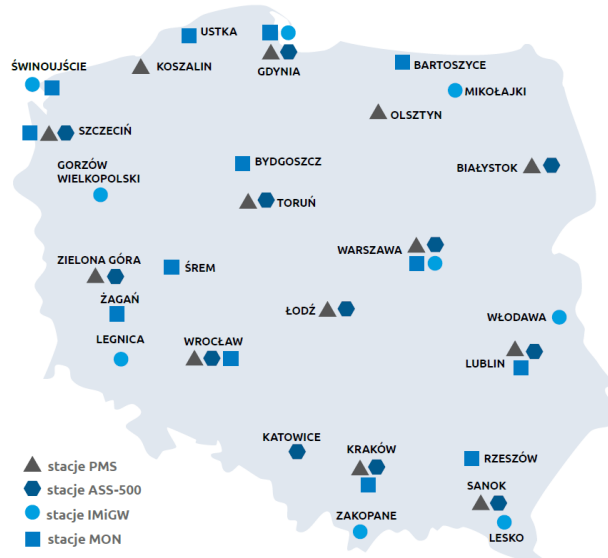 USTKA
ŚWINOUJŚCIE
KOSZALIN
GDYNIA
BARTOSZYCE
MIKOŁAJKI
OLSZTYN
SZCZECIŃ
GORZÓW
WIELKOPOLSKI
BYDGOSZCZ
BIAŁYSTOK
TORUŃ
WARSZAWA
ZIELONA GÓRA
ŚREM
ŻAGAŃ
ŁÓDŹ
WŁODAWA
LEGNICA
WROCŁAW
LUBLIN
KATOWICE
KRAKÓW
RZESZÓW
SANOK
ZAKOPANE
LESKO
stacje PMS
stacje ASS-500
stacje IMiGW
stacje MON